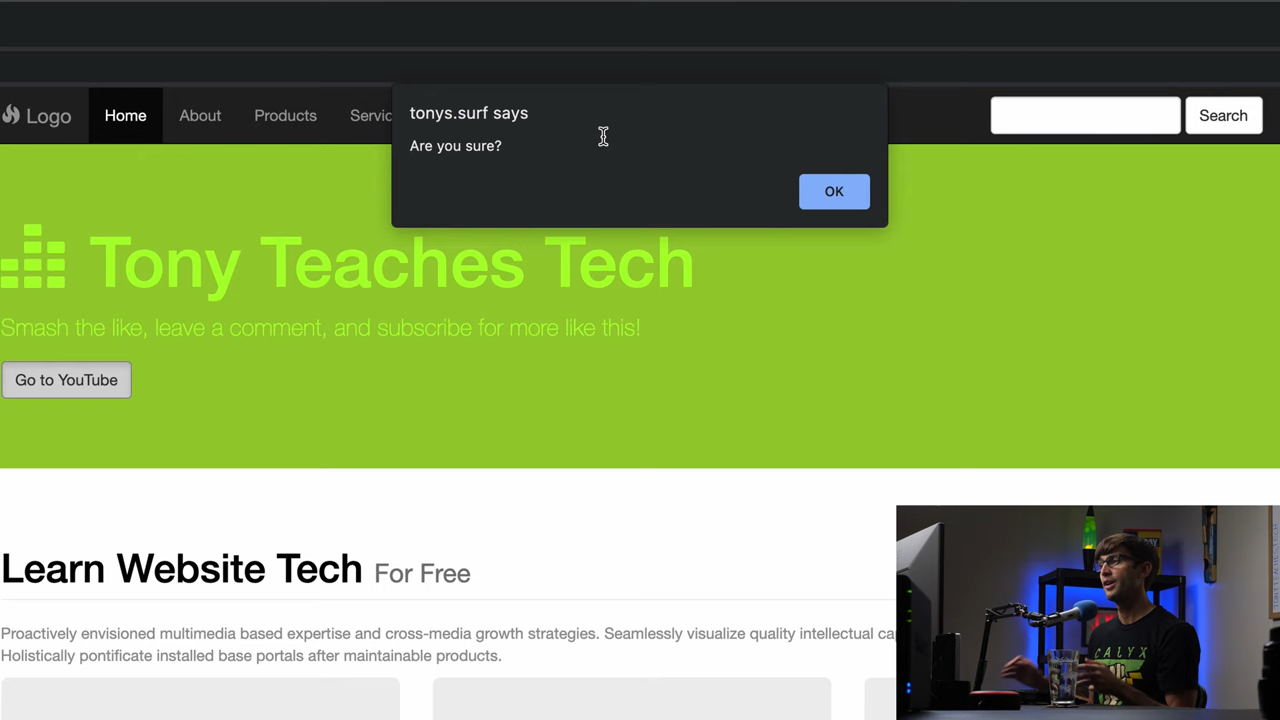 tonys.surf says
Are you sure?
OK
Logo Home About Products Servic
Search
Tony Teaches Tech
Smash the like, leave a comment, and subscribe for more like this!
Go to YouTube
Learn Website Tech For Free
Proactively envisioned multimedia based expertise and cross-media growth strategies. Seamlessly visualize quality intellectual ca
Holistically pontificate installed base portals after maintainable products.
CALYX